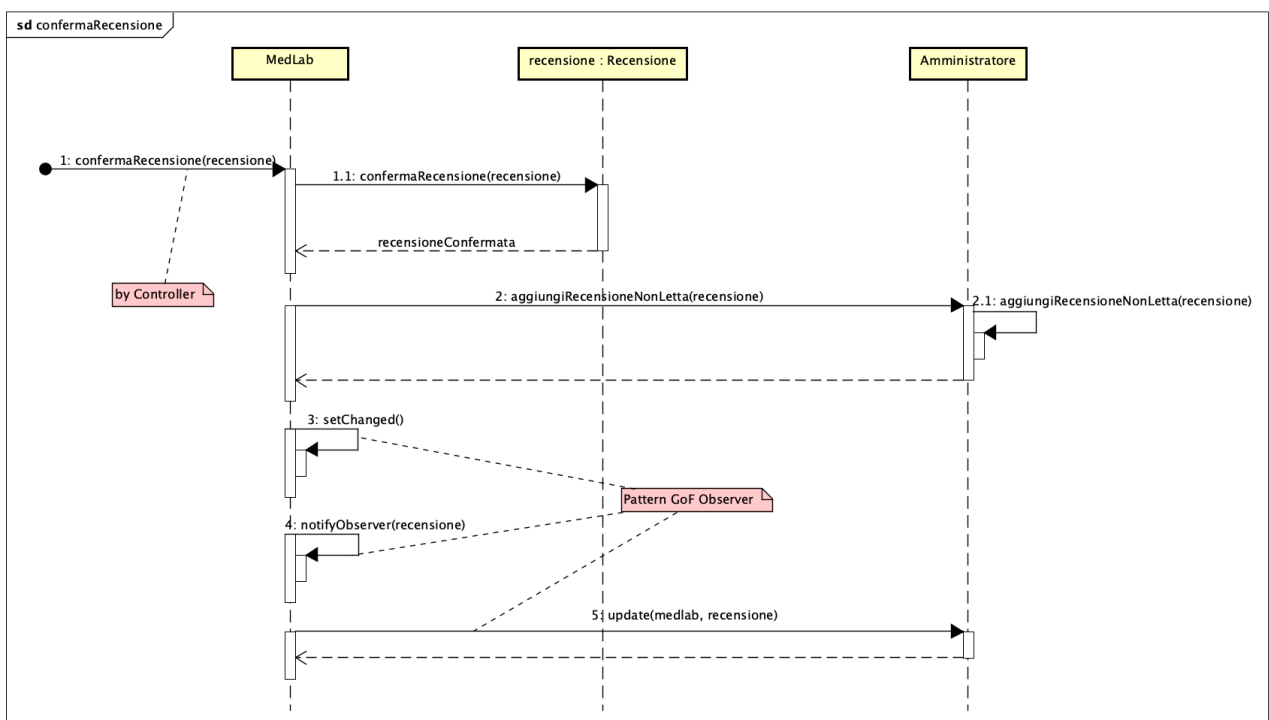 sd confermaRecensione
MedLab
recensione : Recensione
Amministratore
1: confermaRecensione(recensione)
1.1: confermaRecensione(recensione)
recensioneConfermata
by Controller
2: aggiungiRecensioneNonLetta(recensione)
2.1: aggiungiRecensioneNonLetta(recensione)
3: setChanged()
Pattern GoF Observer
4: notifyObserver(recensione)
5: update(medlab, recensione)